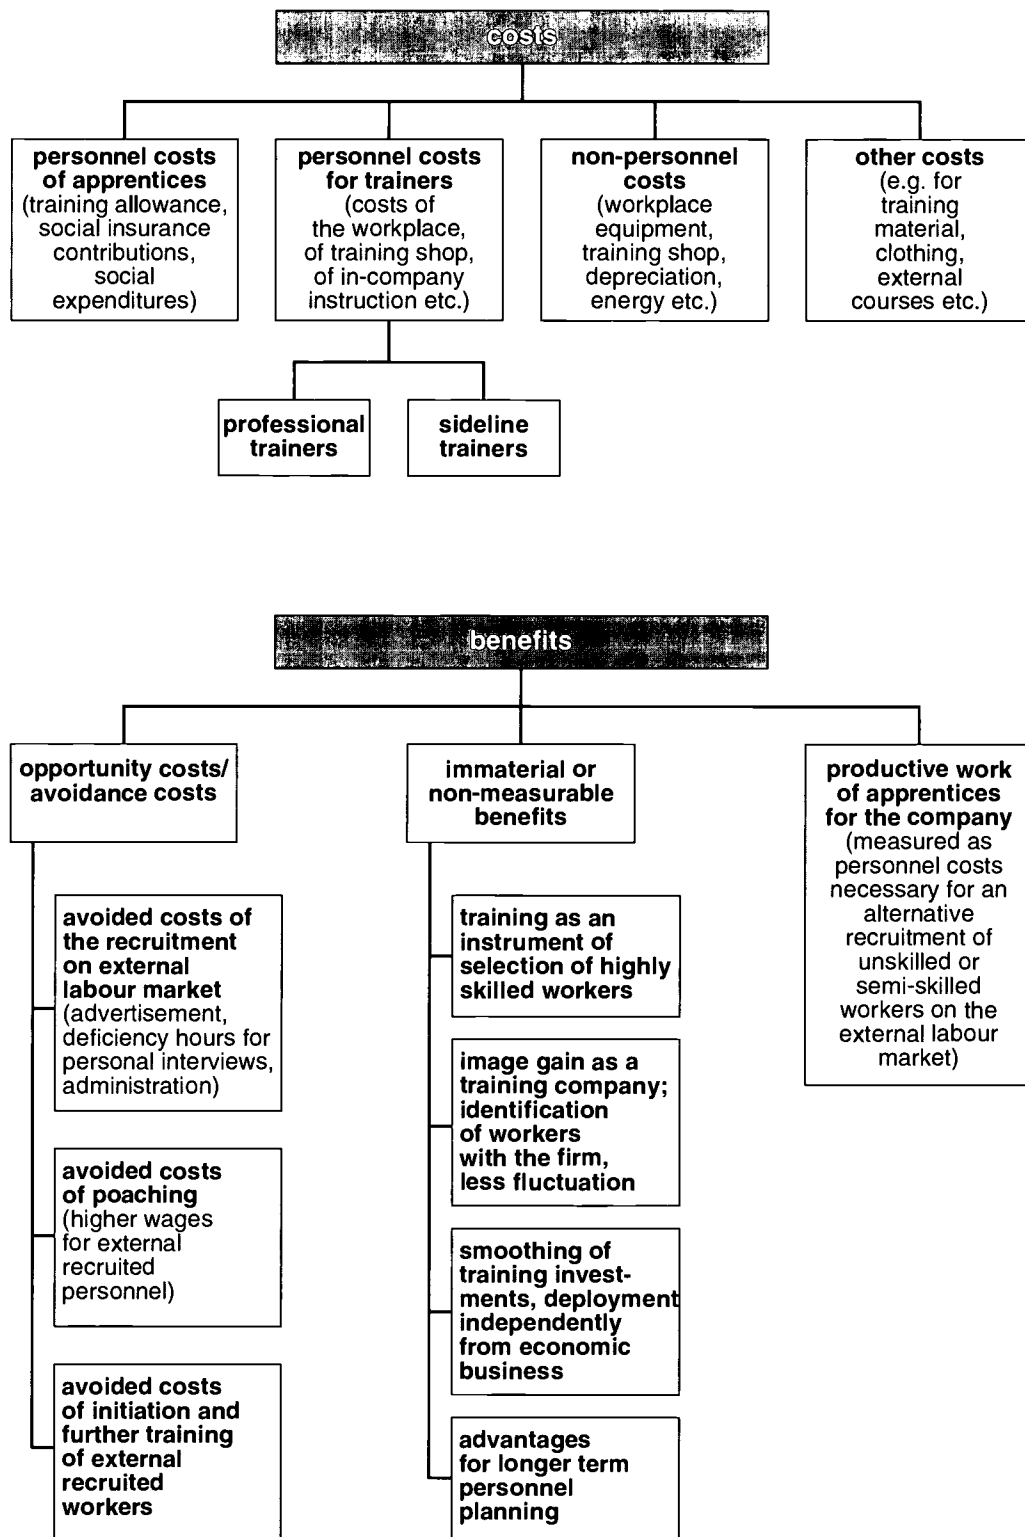 costs
personnel costs
of apprentices
(training allowance,
social insurance
contributions,
social
expenditures)
personnel costs
for trainers
(costs of
the workplace,
of training shop,
of in-company
instruction etc.)
non-personnel
costs
(workplace
equipment,
training shop,
depreciation,
energy etc.)
other costs
(e.g. for
training
material,
clothing,
external
courses etc.)
professional
trainers
sideline
trainers
benefits
opportunity costs/
avoidance costs
avoided costs of
the recruitment
on external
labour market
(advertisement,
deficiency hours for
personal interviews,
administration)
avoided costs
of poaching
(higher wages
for external
recruited
personnel)
avoided costs
of initiation and
further training
of external
recruited
workers
immaterial or
non-measurable
benefits
training as an
instrument of
selection of highly
skilled workers
image gain as a
training company;
identification
of workers
with the firm,
less fluctuation
smoothing of
training invest-
ments, deployment
independently
from economic
business
advantages
for longer term
personnel
planning
productive work
of apprentices
for the company
(measured as
personnel costs
necessary for an
alternative
recruitment of
unskilled or
semi-skilled
workers on the
external labour
market)